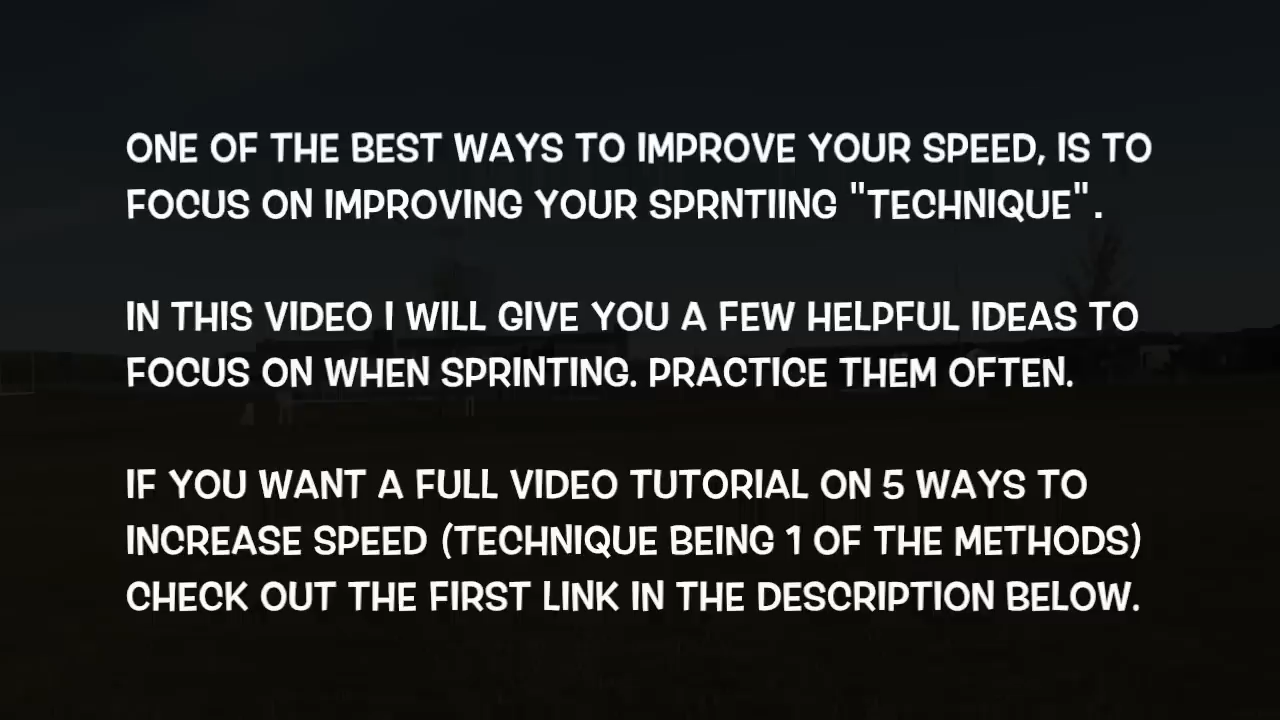 ONE OF THE BEST WAYS TO IMPROVE YOUR SPEED, IS TO
FOCUS ON IMPROVING YOUR SPRNTIING "TECHNIQUE".
IN THIS VIDEO I WILL GIVE YOU A FEW HELPFUL IDEAS TO
FOCUS ON WHEN SPRINTING. PRACTICE THEM OFTEN.
IF YOU WANT A FULL VIDEO TUTORIAL ON 5 WAYS TO
INCREASE SPEED (TECHNIQUE BEING 1 OF THE METHODS)
CHECK OUT THE FIRST LINK IN THE DESCRIPTION BELOW.